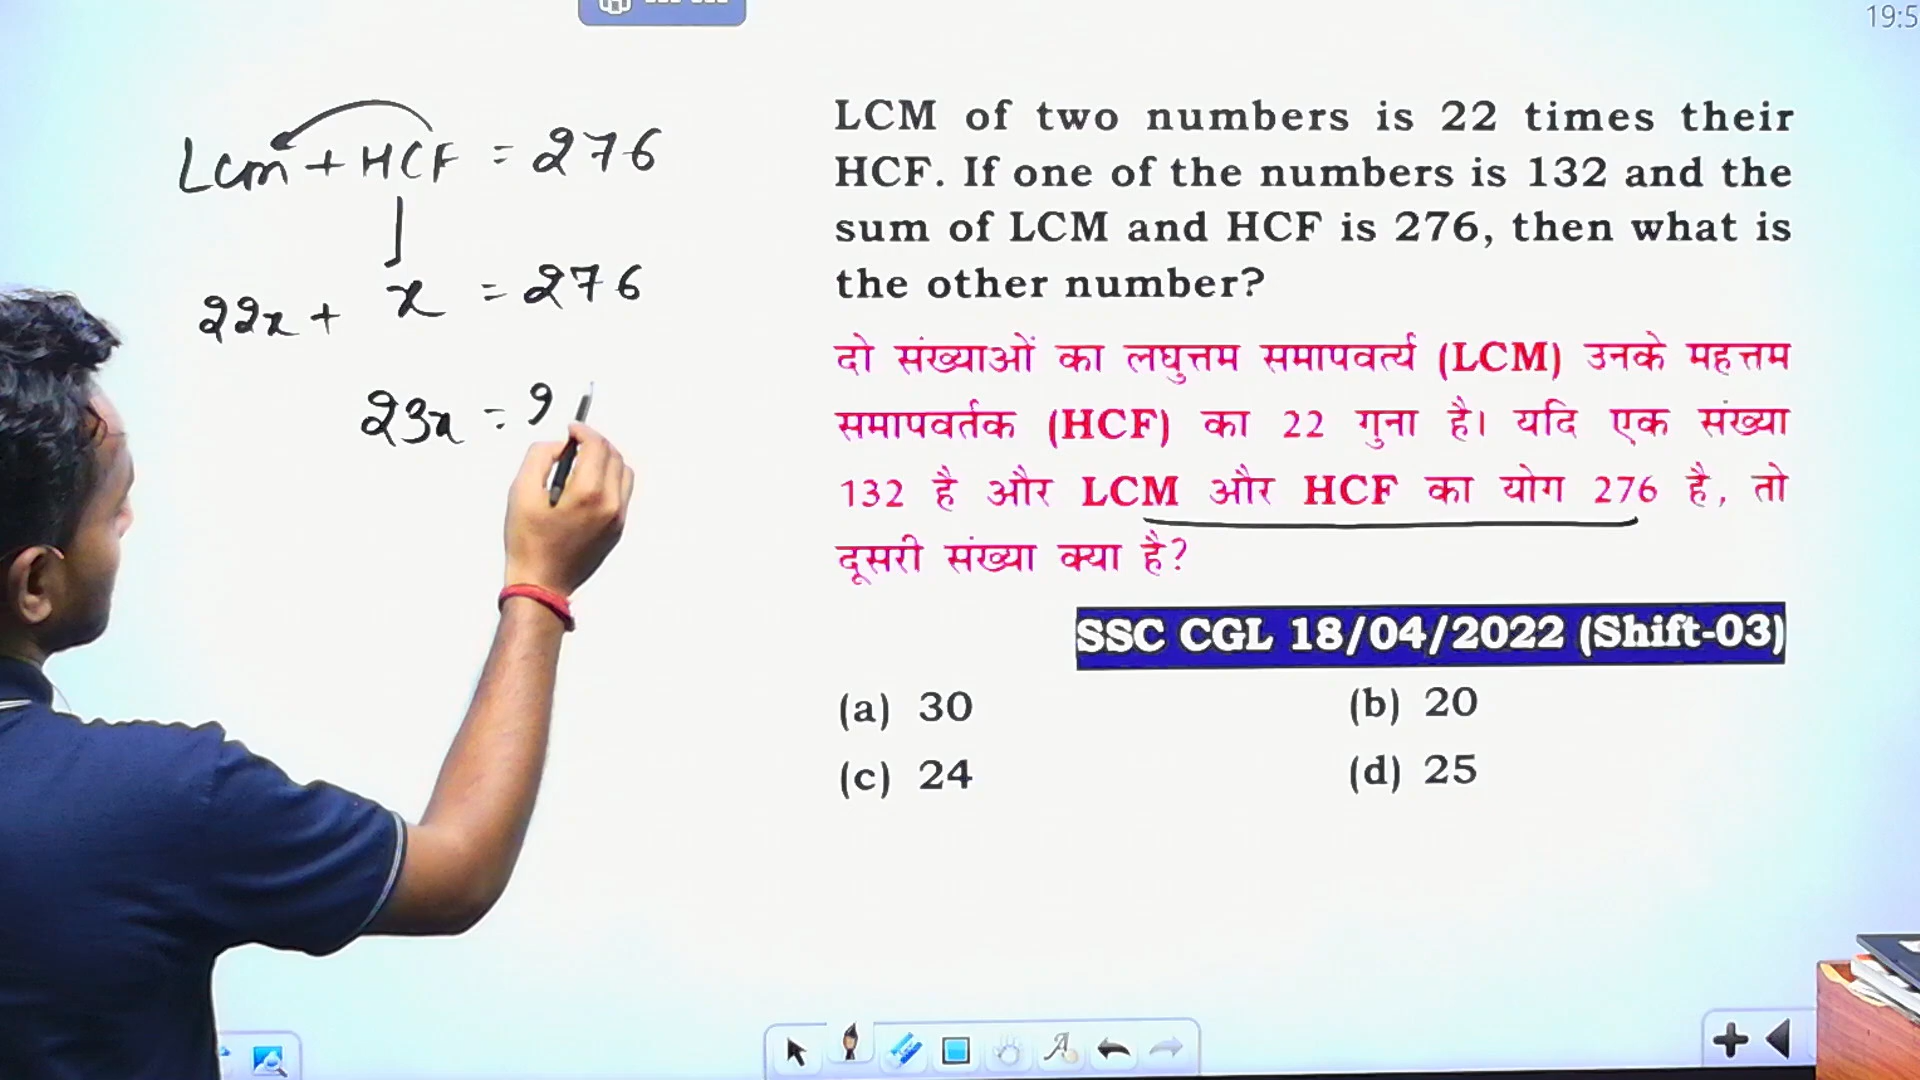 19:5
Lcm + HCF = 276
22x + x = 276
23x = 2
LCM of two numbers is 22 times their
HCF. If one of the numbers is 132 and the
sum of LCM and HCF is 276, then what is
the other number?
दो संख्याओं का लघुत्तम समापवर्त्य (LCM) उनके महत्तम
समापवर्तक (HCF) का 22 गुना है। यदि एक संख्या
132 है और LCM और HCF का योग 276 है, तो
दूसरी संख्या क्या है?
SSC CGL 18/04/2022 (Shift-03)
(a) 30
(b) 20
(c) 24
(d) 25